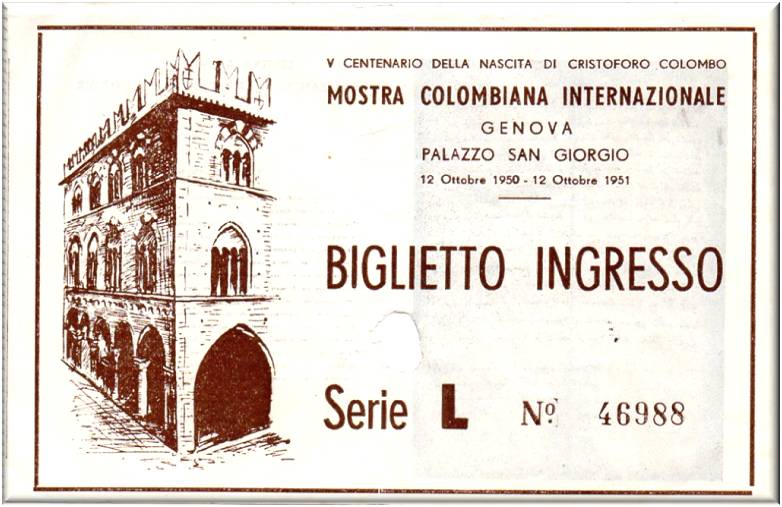 V CENTENARIO DELLA NASCITA DI CRISTOFORO COLOMBO
MOSTRA COLOMBIANA INTERNAZIONALE
GENOVA
PALAZZO SAN GIORGIO
12 Ottobre 1950 - 12 Ottobre 1951
BIGLIETTO INGRESSO
Serie L Nº 46988